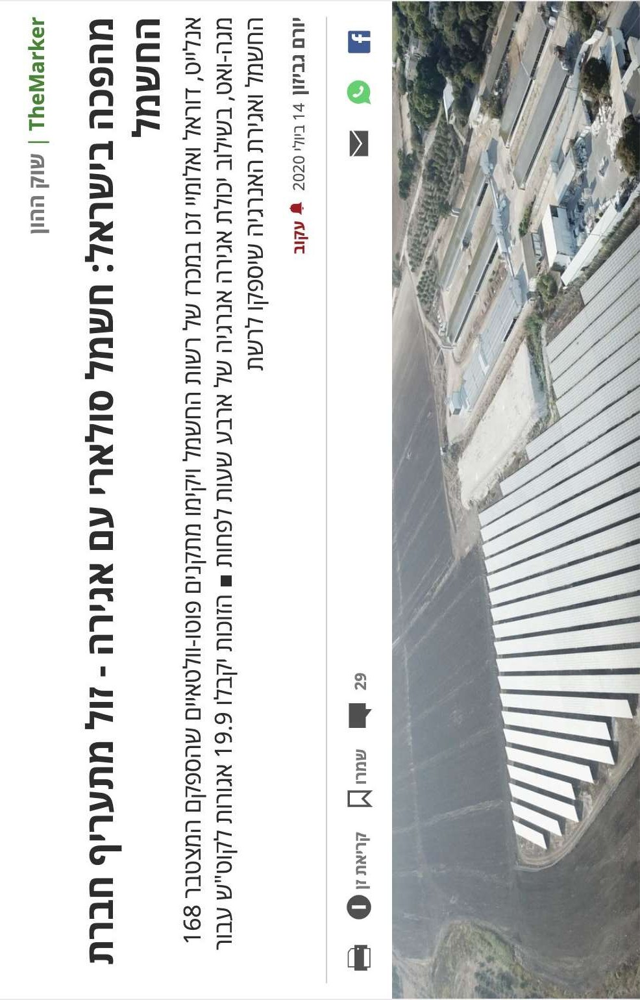 שוק ההון | TheMarker
מהפכה בישראל: חשמל סולארי עם אגירה - זול מתעריף חברת
החשמל
אנלייט, דוראל ואלומיי זכו במכרז של רשות החשמל ויקימו מתקנים פוטו-וולטאיים שהספקם המצטבר 168
מגה-ואט, בשילוב יכולת אגירה אנרגיה של ארבע שעות לפחות ■ הזוכות יקבלו 19.9 אגורות לקוט"ש עבור
החשמל ואגירת האנרגיה שיספקו לרשת
יורם גביזון 14 ביולי 2020 עקוב
29 שמרו קריאת זן